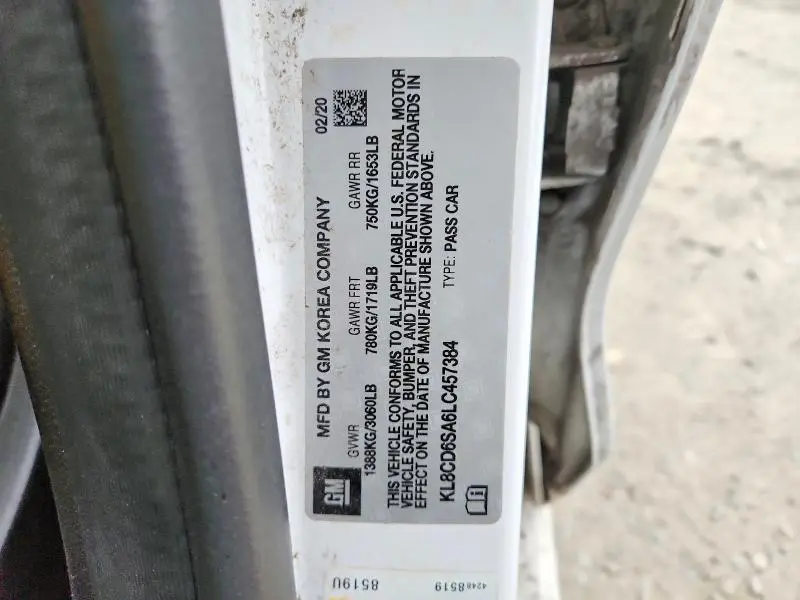 MFD BY GM KOREA COMPANY 02/20
GVWR GAWR FRT GAWR RR
1388KG/3060LB 780KG/1719LB 750KG/1653LB
THIS VEHICLE CONFORMS TO ALL APPLICABLE U.S. FEDERAL MOTOR
VEHICLE SAFETY, BUMPER, AND THEFT PREVENTION STANDARDS IN
EFFECT ON THE DATE OF MANUFACTURE SHOWN ABOVE.
KL8CD6SA6LC457384 TYPE: PASS CAR
GM
8519U
4248 8519